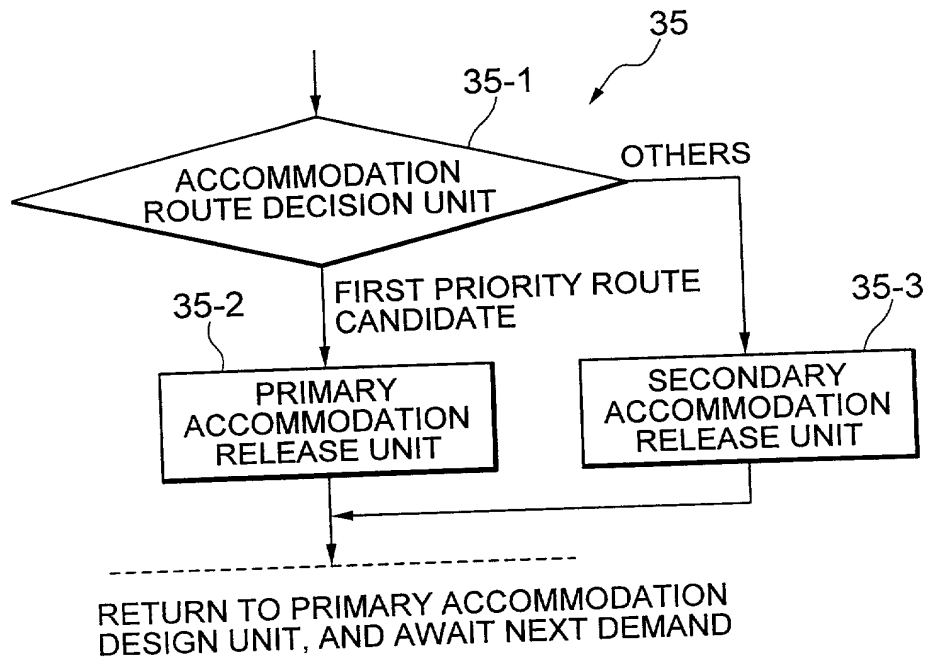 35
35-1
ACCOMMODATION
ROUTE DECISION UNIT
OTHERS
FIRST PRIORITY ROUTE
CANDIDATE
35-2
35-3
PRIMARY
ACCOMMODATION
RELEASE UNIT
SECONDARY
ACCOMMODATION
RELEASE UNIT
RETURN TO PRIMARY ACCOMMODATION
DESIGN UNIT, AND AWAIT NEXT DEMAND